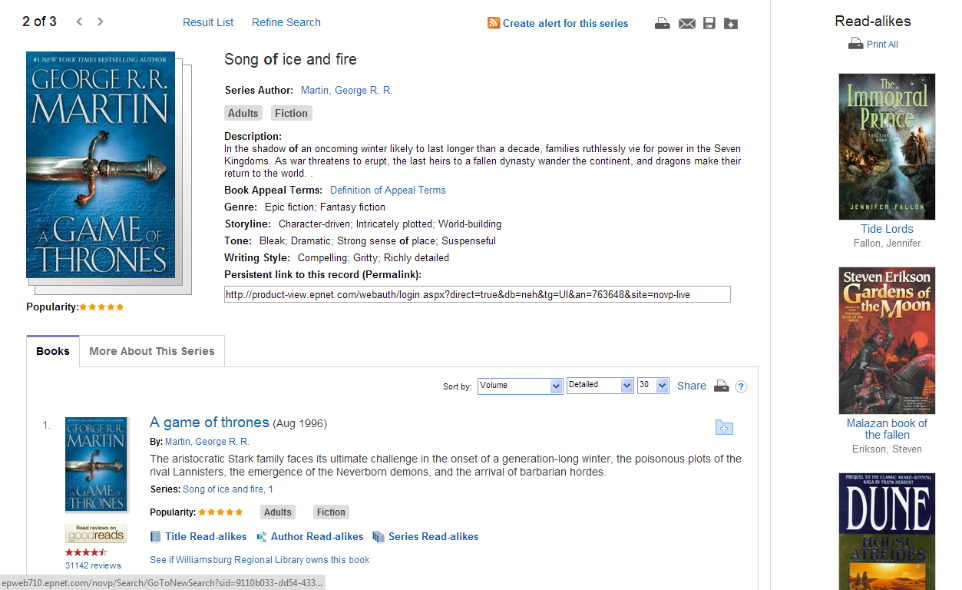 2 of 3
Result List
Refine Search
Create alert for this series
#1 NEW YORK TIMES BESTSELLING AUTHOR
GEORGE R. R.
MARTIN
A GAME OF
THRONES
Popularity:
Song of ice and fire
Series Author: Martin, George R. R.
Adults
Fiction
Description:
In the shadow of an oncoming winter likely to last longer than a decade, families ruthlessly vie for power in the Seven
Kingdoms. As war threatens to erupt, the last heirs to a fallen dynasty wander the continent, and dragons make their
return to the world. .
Book Appeal Terms: Definition of Appeal Terms
Genre: Epic fiction; Fantasy fiction
Storyline: Character-driven; Intricately plotted; World-building
Tone: Bleak; Dramatic; Strong sense of place; Suspenseful
Writing Style: Compelling; Gritty; Richly detailed
Persistent link to this record (Permalink):
http://product-view.epnet.com/webauth/login.aspx?direct=true&db=neh&tg=UI&an=763648&site=novp-live
Books
More About This Series
Sort by: Volume
Detailed
30
Share
?
1.
GEORGE R.R.
MARTIN
A GAME OF
THRONES
Read reviews on
goodreads
31142 reviews
A game of thrones (Aug 1996)
By: Martin, George R. R.
The aristocratic Stark family faces its ultimate challenge in the onset of a generation-long winter, the poisonous plots of the
rival Lannisters, the emergence of the Neverborn demons, and the arrival of barbarian hordes.
Series: Song of ice and fire, 1
Popularity:
Adults
Fiction
Title Read-alikes
Author Read-alikes
Series Read-alikes
See if Williamsburg Regional Library owns this book
epweb710.epnet.com/novp/Search/GoToNewSearch?sid=9110b033-dd54-433...
Read-alikes
Print All
The
Immortal
Prince
JENNIFER FALLON
Tide Lords
Fallon, Jennifer
Steven Erikson
Gardens of
the Moon
Malazan book of
the fallen
Erikson, Steven
PREQUEL TO THE CLASSIC AWARD-WINNING
SAGA BY FRANK HERBERT
DUNE
HOUSE
ATREIDES